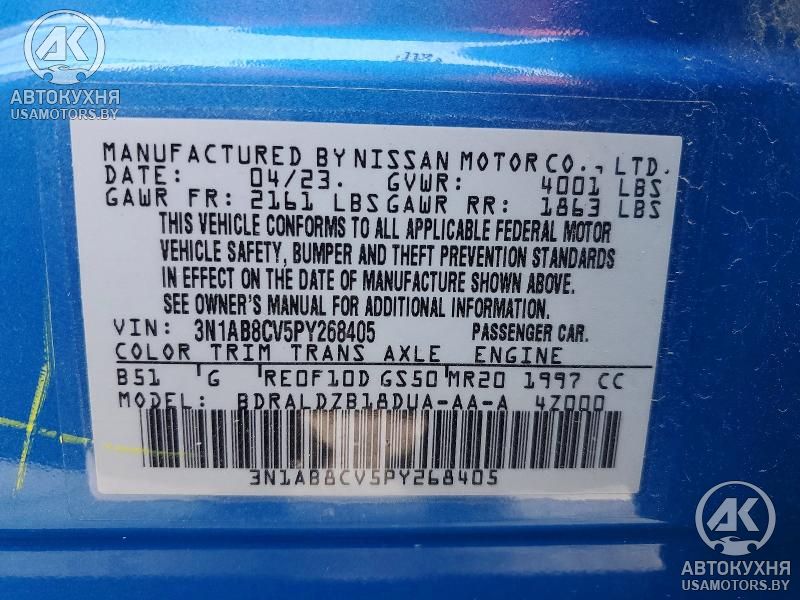 AK
АВТОКУХНЯ
USAMOTORS.BY
MANUFACTURED BY NISSAN MOTOR CO., LTD.
DATE: 04/23. GVWR: 4001 LBS
GAWR FR: 2161 LBS GAWR RR: 1863 LBS
THIS VEHICLE CONFORMS TO ALL APPLICABLE FEDERAL MOTOR
VEHICLE SAFETY, BUMPER AND THEFT PREVENTION STANDARDS
IN EFFECT ON THE DATE OF MANUFACTURE SHOWN ABOVE.
SEE OWNER'S MANUAL FOR ADDITIONAL INFORMATION.
VIN: 3N1AB8CV5PY268405 PASSENGER CAR.
COLOR TRIM TRANS AXLE ENGINE
B51 G RE0F10D GS50 MR20 1997 CC
MODEL: BDRALDZB18DUA-AA-A 4Z000
3N1AB8CV5PY268405
AK
АВТОКУХНЯ
USAMOTORS.BY